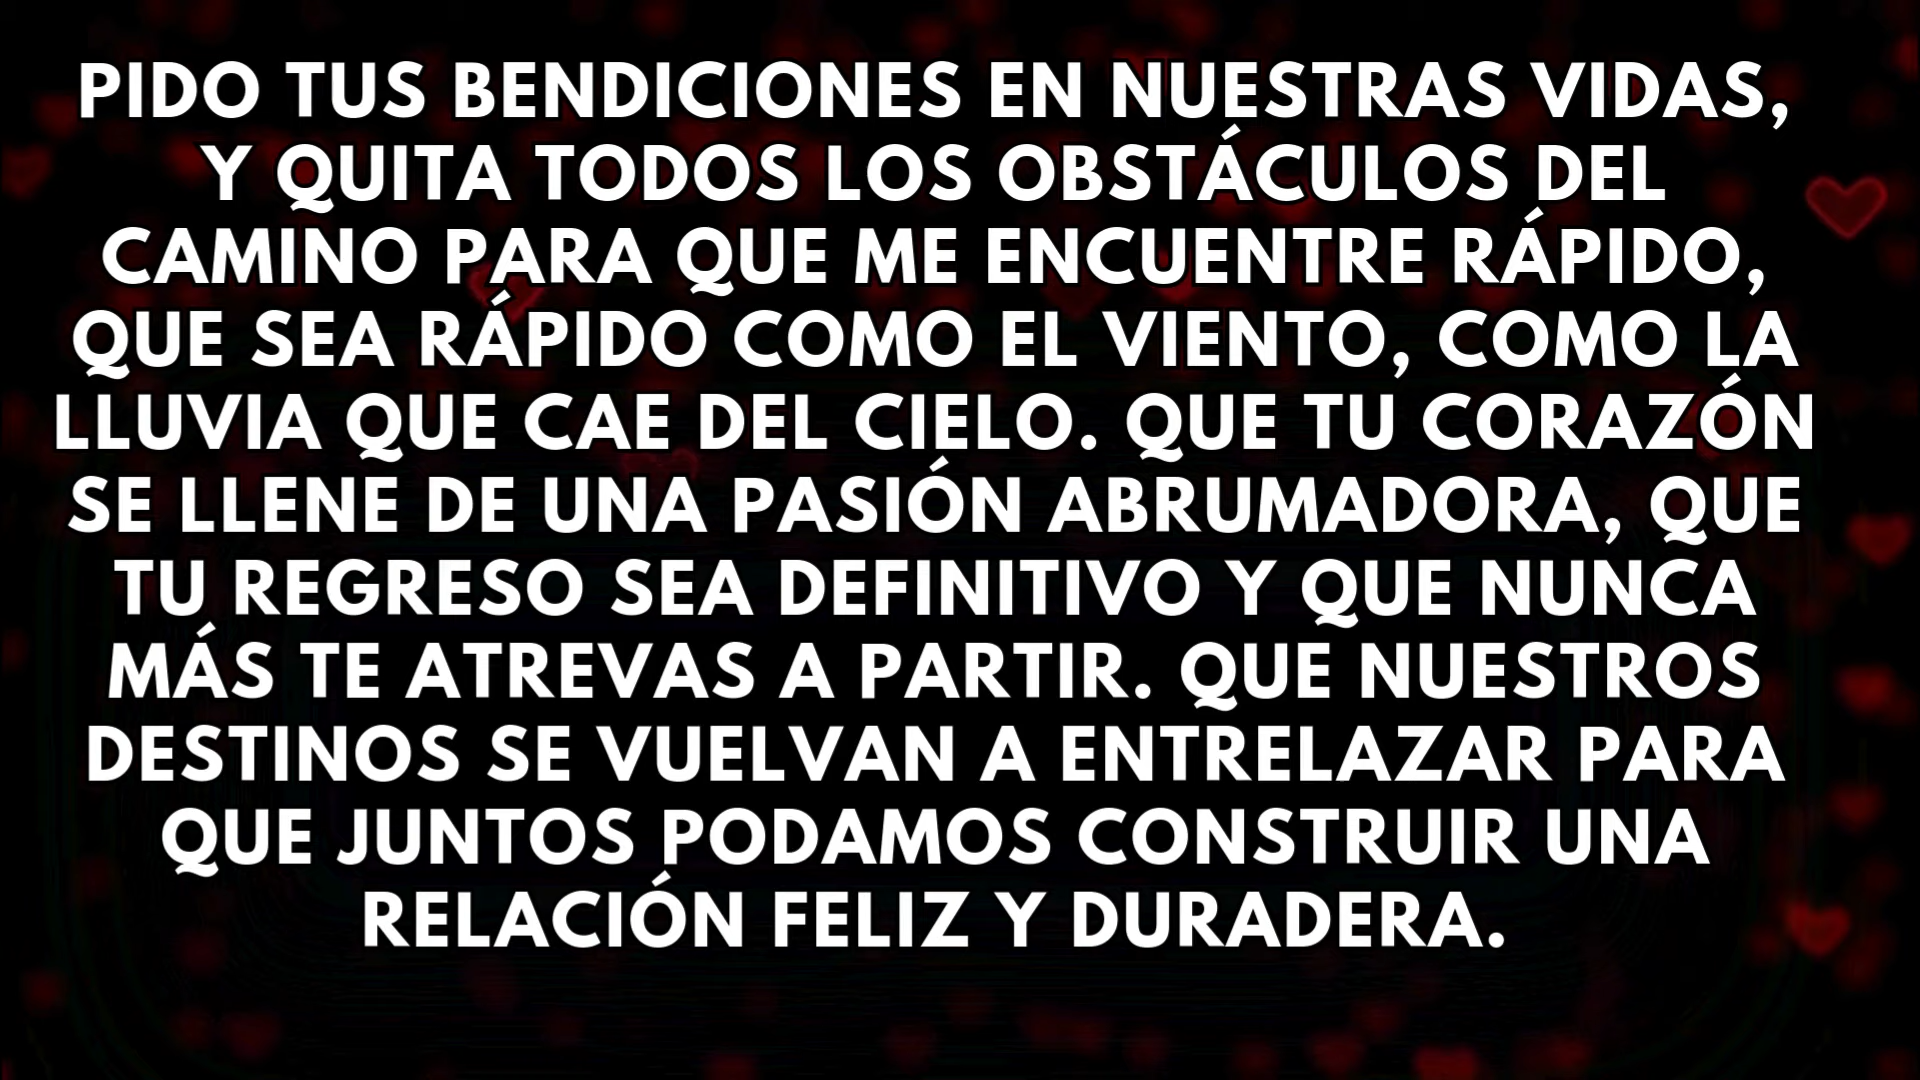 PIDO TUS BENDICIONES EN NUESTRAS VIDAS,
Y QUITA TODOS LOS OBSTÁCULOS DEL
CAMINO PARA QUE ME ENCUENTRE RÁPIDO,
QUE SEA RÁPIDO COMO EL VIENTO, COMO LA
LLUVIA QUE CAE DEL CIELO. QUE TU CORAZÓN
SE LLENE DE UNA PASIÓN ABRUMADORA, QUE
TU REGRESO SEA DEFINITIVO Y QUE NUNCA
MÁS TE ATREVAS A PARTIR. QUE NUESTROS
DESTINOS SE VUELVAN A ENTRELAZAR PARA
QUE JUNTOS PODAMOS CONSTRUIR UNA
RELACIÓN FELIZ Y DURADERA.